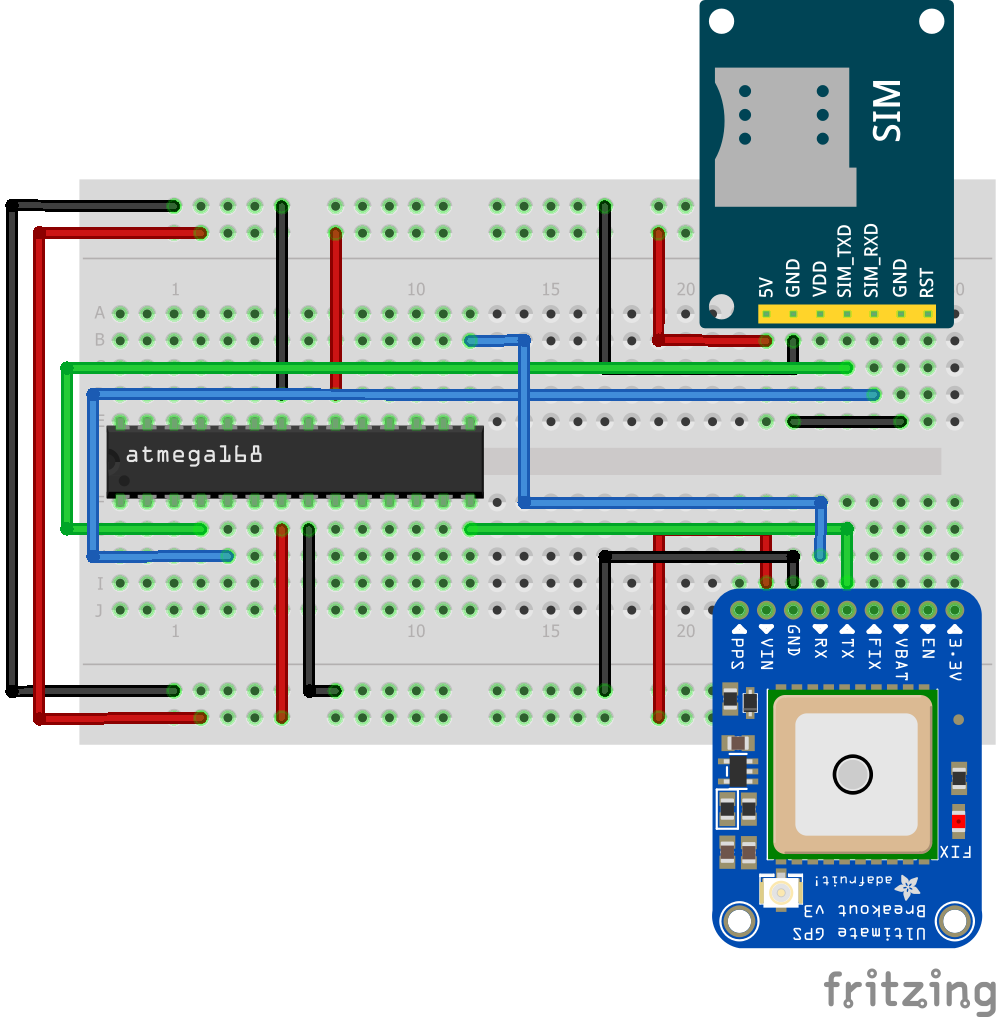 SIM
5V
GND
VDD
SIM_TXD
SIM_RXD
GND
RST
1
10
15
20
A
B
E
atmega168
I
J
1
10
15
20
PPS
VIN
GND
RX
TX
FIX
VBAT
EN
3.3V
FIX
adafruit!
Ultimate GPS
Breakout v3
fritzing